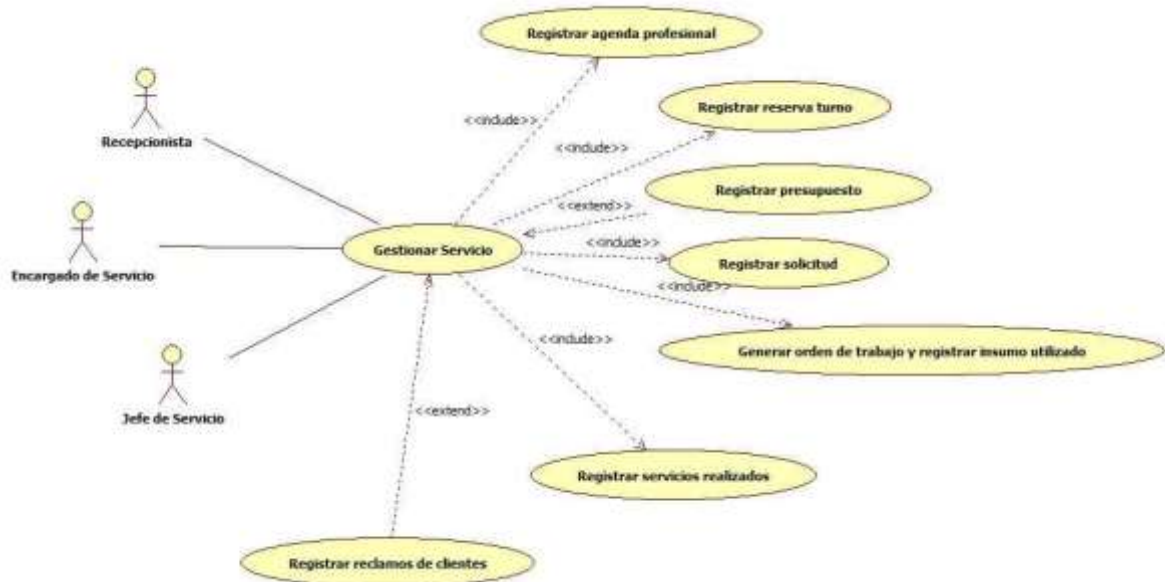 Registrar agenda profesional
Recepcionista
<<include>>
Registrar reserva turno
<<include>>
Registrar presupuesto
<<extend>>
Encargado de Servicio
Gestionar Servicio
<<include>>
Registrar solicitud
<<include>>
<<include>>
Generar orden de trabajo y registrar insumo utilizado
Jefe de Servicio
<<extend>>
Registrar servicios realizados
Registrar reclamos de clientes